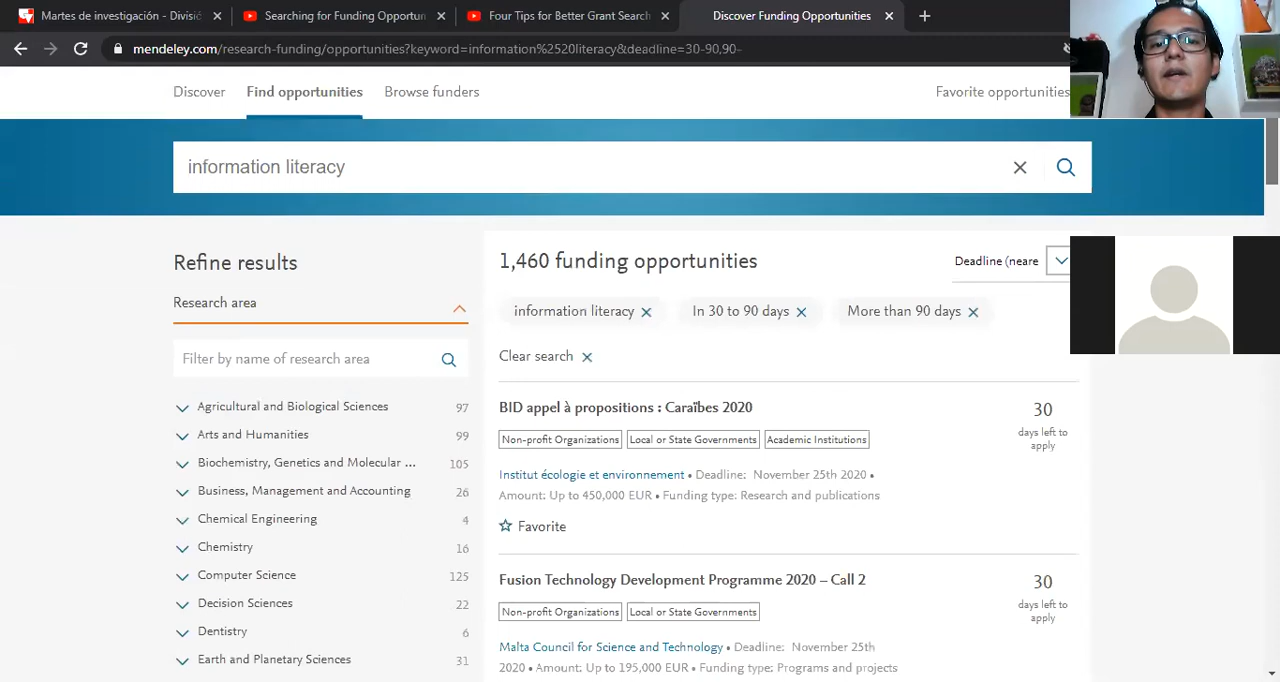 Martes de investigación - Divisió
Searching for Funding Opportun
Four Tips for Better Grant Search
Discover Funding Opportunities
mendeley.com/research-funding/opportunities?keyword=information%2520literacy&deadline=30-90,90-
Discover Find opportunities Browse funders Favorite opportunities
information literacy
Refine results
Research area
Filter by name of research area
Agricultural and Biological Sciences 97
Arts and Humanities 99
Biochemistry, Genetics and Molecular ... 105
Business, Management and Accounting 26
Chemical Engineering 4
Chemistry 16
Computer Science 125
Decision Sciences 22
Dentistry 6
Earth and Planetary Sciences 31
1,460 funding opportunities
Deadline (neare
information literacy In 30 to 90 days More than 90 days
Clear search
BID appel à propositions : Caraïbes 2020
30
days left to
apply
Non-profit Organizations Local or State Governments Academic Institutions
Institut écologie et environnement • Deadline: November 25th 2020 •
Amount: Up to 450,000 EUR • Funding type: Research and publications
Favorite
Fusion Technology Development Programme 2020 – Call 2
30
days left to
apply
Non-profit Organizations Local or State Governments
Malta Council for Science and Technology • Deadline: November 25th
2020 • Amount: Up to 195,000 EUR • Funding type: Programs and projects